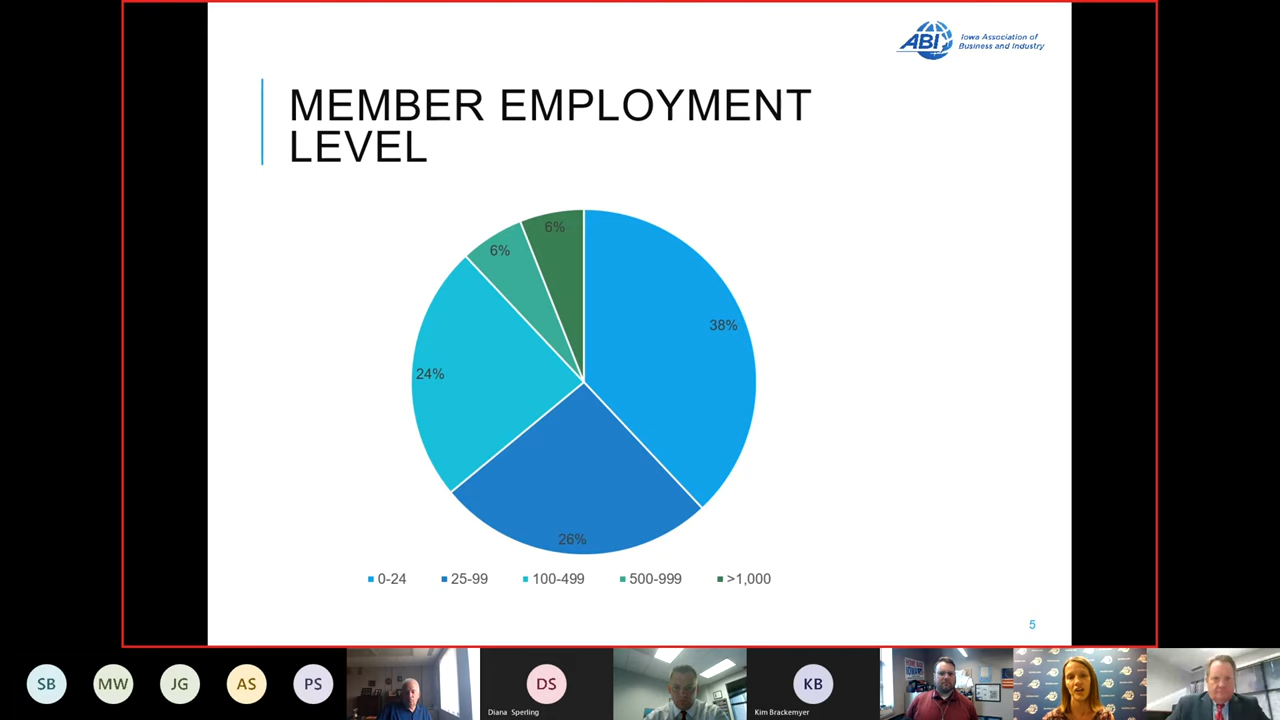 ABI
Iowa Association of
Business and Industry
MEMBER EMPLOYMENT
LEVEL
6%
6%
38%
24%
26%
0-24
25-99
100-499
500-999
>1,000
5
SB
MW
JG
AS
PS
DS
Diana Sperling
KB
Kim Brackemyer